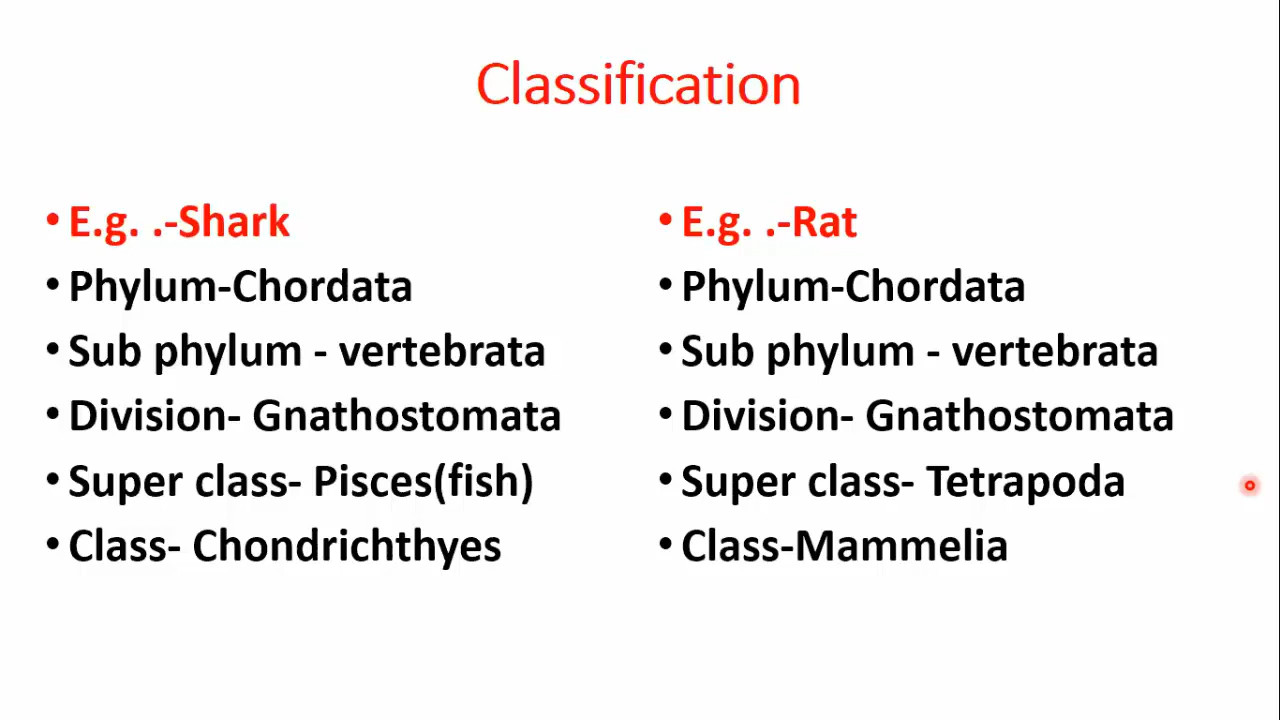 Classification
• E.g. .-Shark
• Phylum-Chordata
• Sub phylum - vertebrata
• Division- Gnathostomata
• Super class- Pisces(fish)
• Class- Chondrichthyes
• E.g. .-Rat
• Phylum-Chordata
• Sub phylum - vertebrata
• Division- Gnathostomata
• Super class- Tetrapoda
• Class-Mammelia